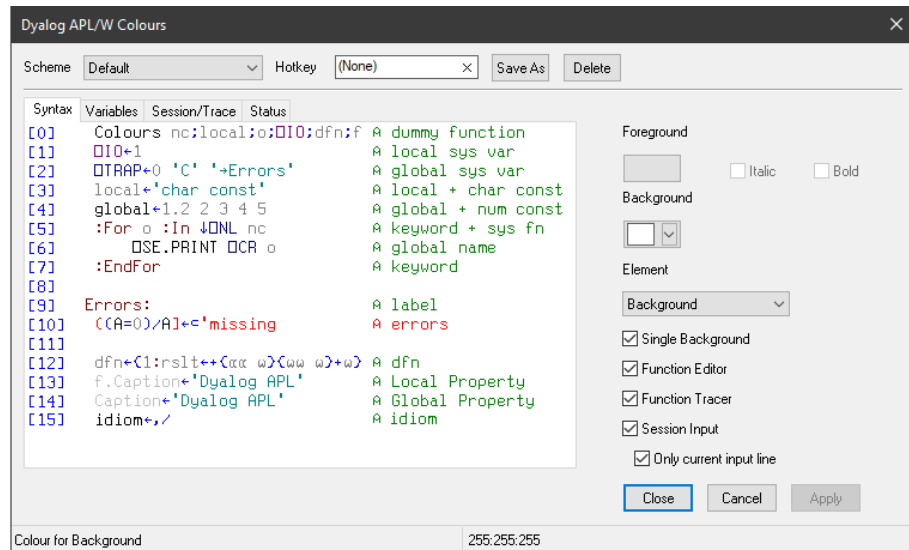 Dyalog APL/W Colours
Scheme Default Hotkey (None) Save As Delete
Syntax Variables Session/Trace Status
[0] Colours nc;local;o;⎕IO;dfn;f ⍝ dummy function
[1] ⎕IO←1 ⍝ local sys var
[2] ⎕TRAP←0 'C' '→Errors' ⍝ global sys var
[3] local←'char const' ⍝ local + char const
[4] global←1.2 2 3 4 5 ⍝ global + num const
[5] :For o :In ↓⎕NL nc ⍝ keyword + sys fn
[6] ⎕SE.PRINT ⎕CR o ⍝ global name
[7] :EndFor ⍝ keyword
[8]
[9] Errors: ⍝ label
[10] ((A=0)/A]←⊂'missing ⍝ errors
[11]
[12] dfn←{1:rslt←+{⍺⍺ ⍵}{⍵⍵ ⍵}+⍵} ⍝ dfn
[13] f.Caption←'Dyalog APL' ⍝ Local Property
[14] Caption←'Dyalog APL' ⍝ Global Property
[15] idiom←,/ ⍝ idiom
Foreground
Italic Bold
Background
Element
Background
Single Background
Function Editor
Function Tracer
Session Input
Only current input line
Close Cancel Apply
Colour for Background 255:255:255